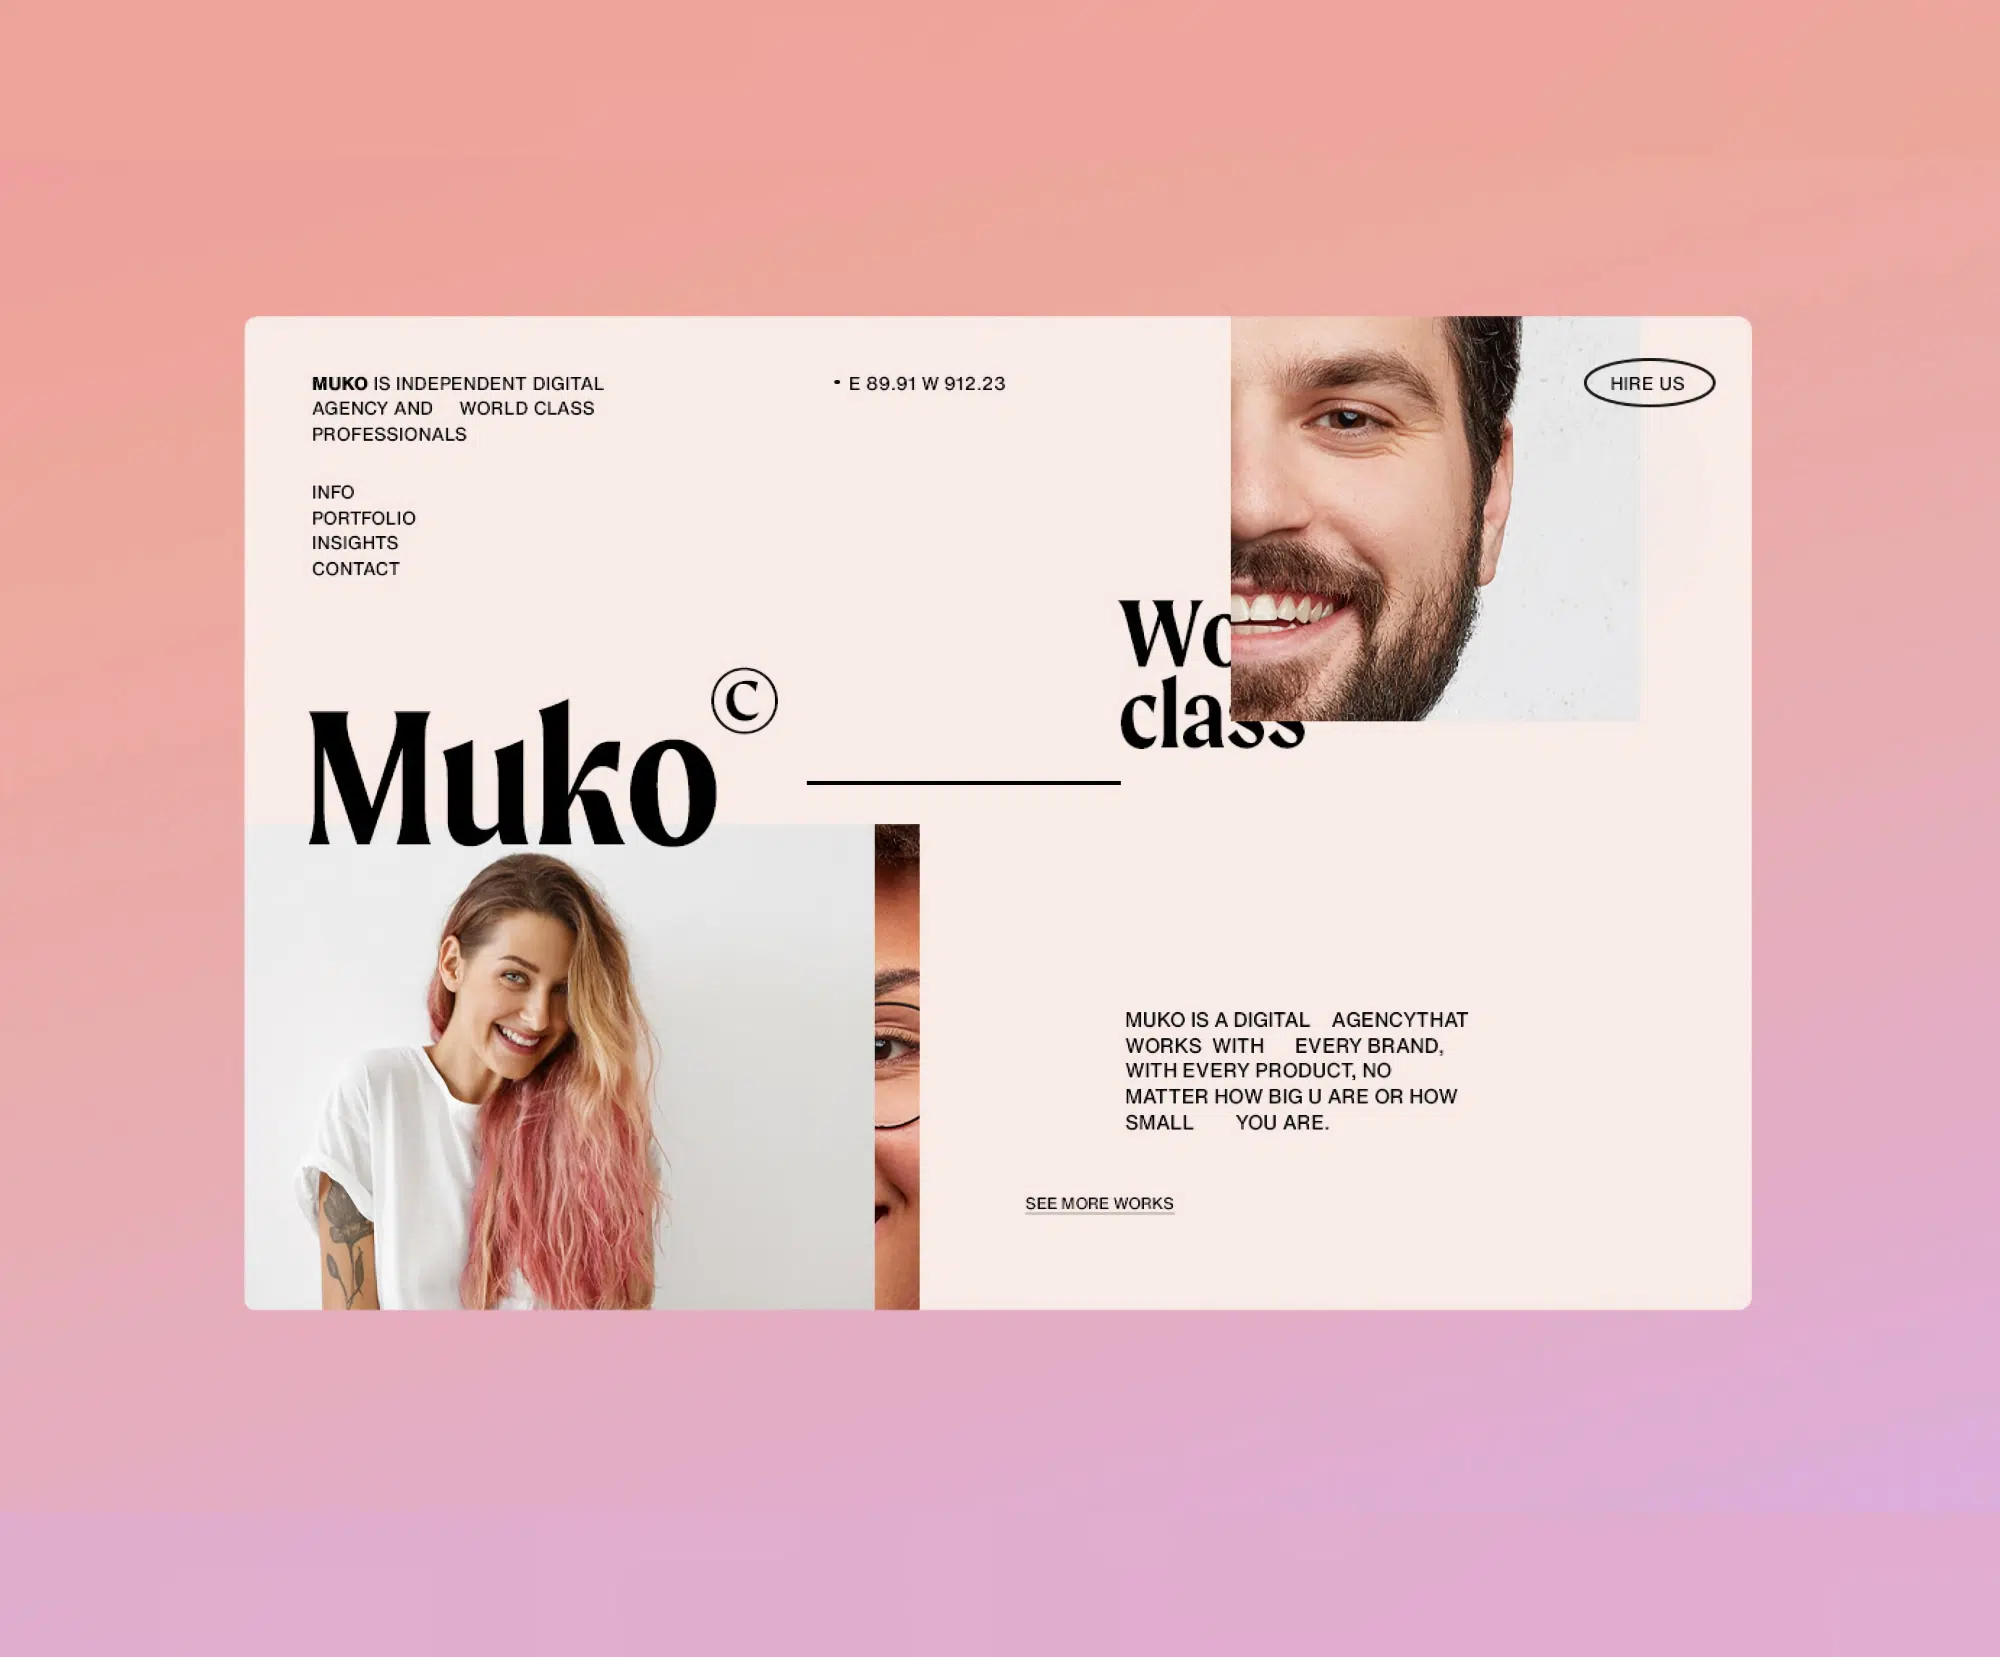 MUKO IS INDEPENDENT DIGITAL
AGENCY AND WORLD CLASS
PROFESSIONALS
• E 89.91 W 912.23
HIRE US
INFO
PORTFOLIO
INSIGHTS
CONTACT
class
Muko©
MUKO IS A DIGITAL AGENCYTHAT
WORKS WITH EVERY BRAND,
WITH EVERY PRODUCT, NO
MATTER HOW BIG U ARE OR HOW
SMALL YOU ARE.
SEE MORE WORKS